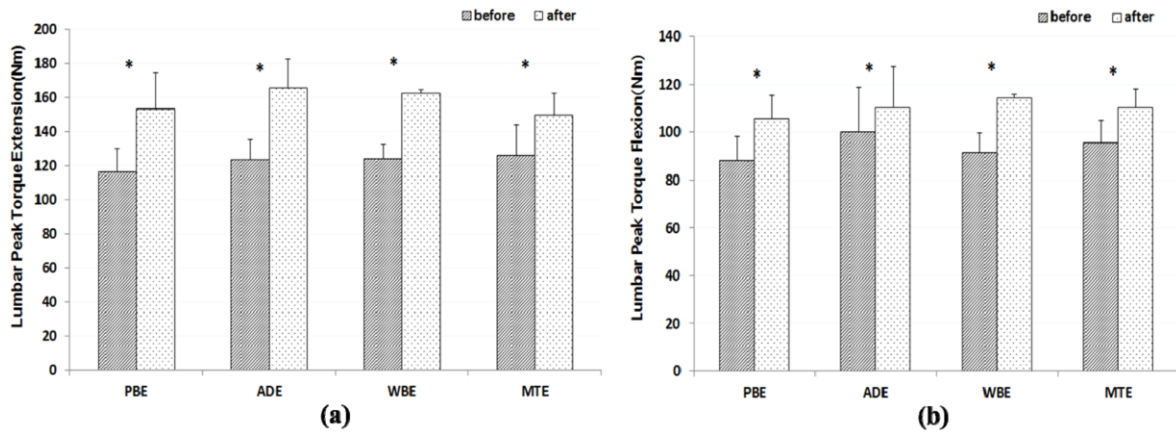 before after
Lumbar Peak Torque Extension(Nm)
200
180
160
140
120
100
80
60
40
20
0
* * * *
PBE ADE WBE MTE
(a)
before after
Lumbar Peak Torque Flexion(Nm)
140
120
100
80
60
40
20
0
* * * *
PBE ADE WBE MTE
(b)